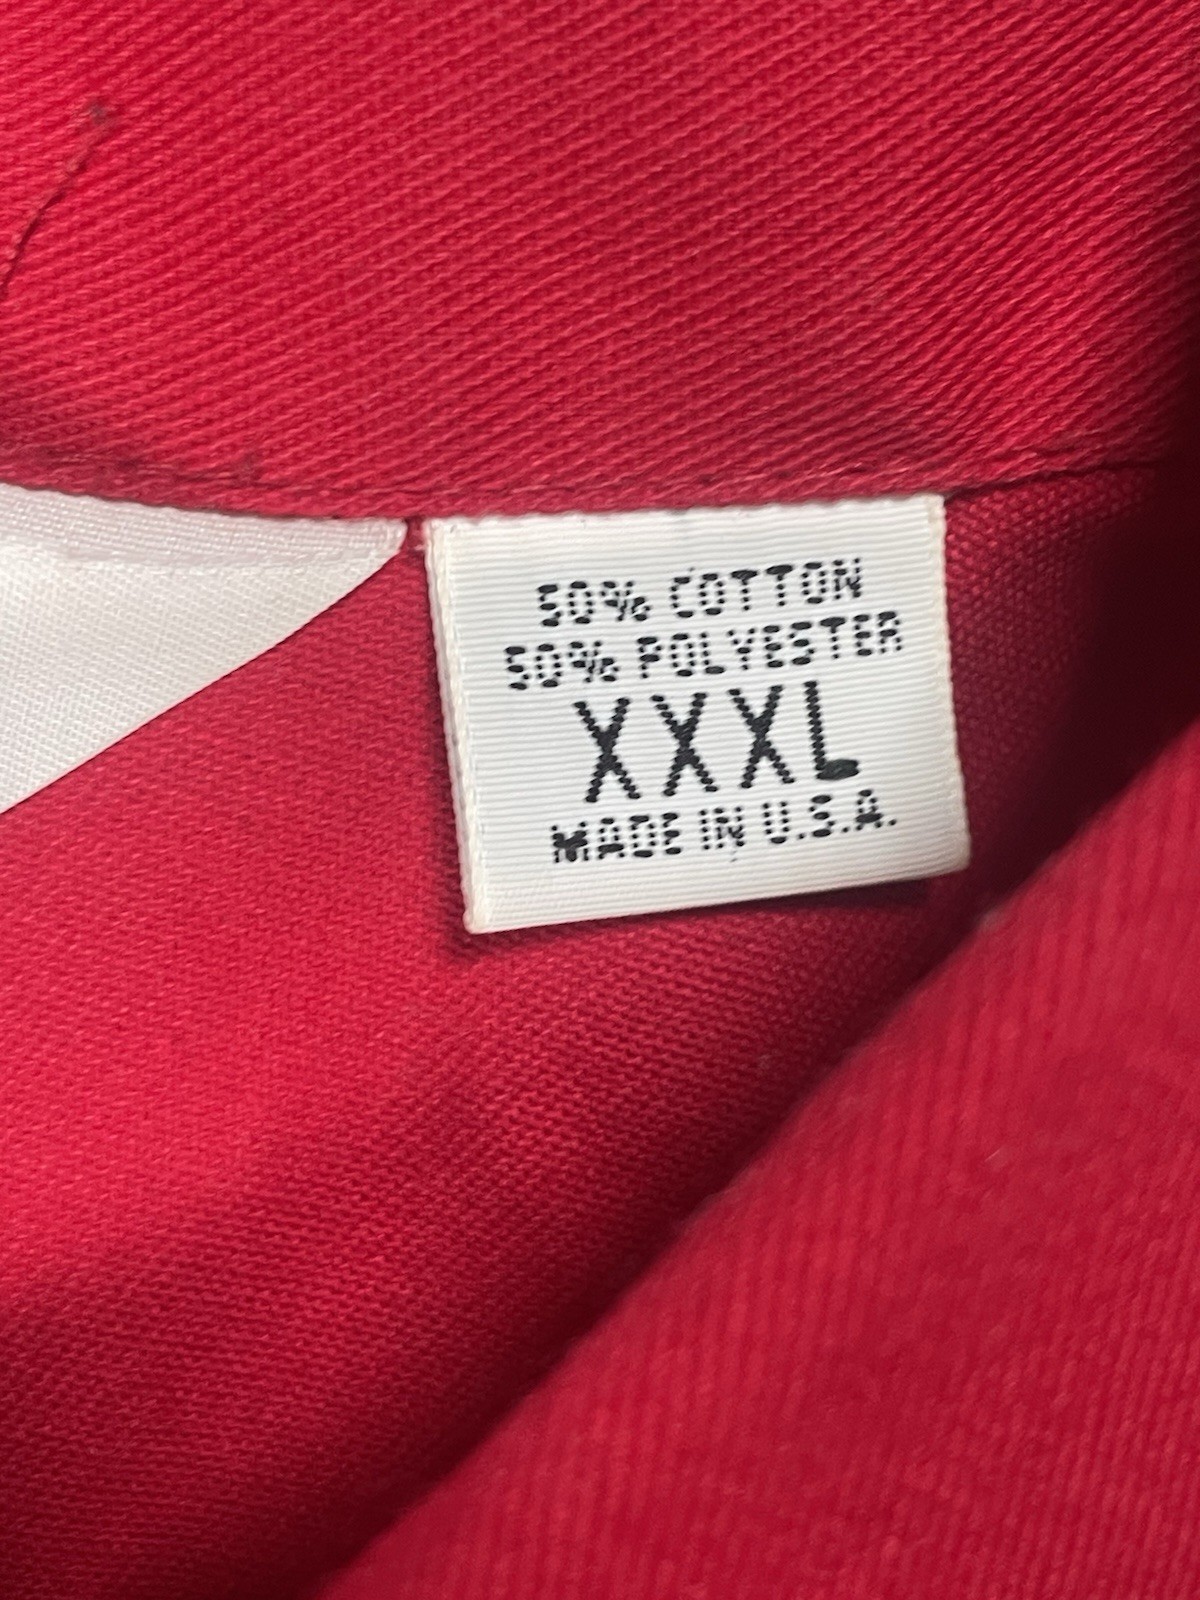 50% COTTON
50% POLYESTER
XXXL
MADE IN U.S.A.